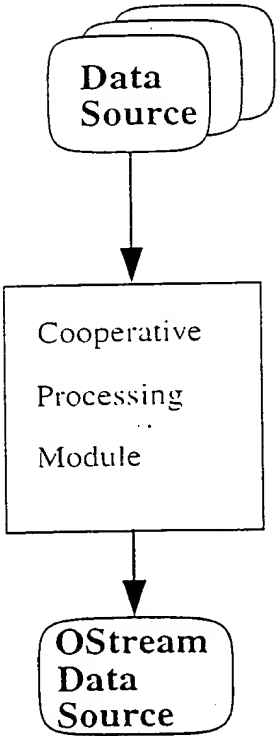 Data
Source
Cooperative
Processing
Module
OStream
Data
Source